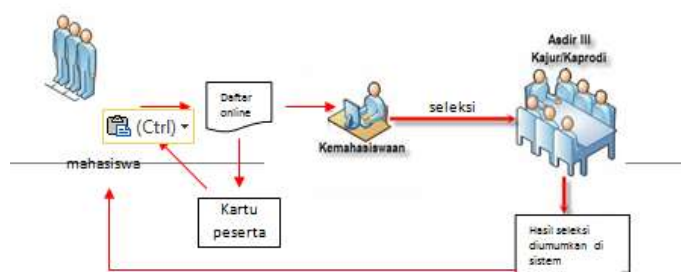 Asdir III
Kajur/Kaprodi
Daftar
online
seleksi
(Ctrl)
Kemahasiswaan
mahasiswa
Kartu
peserta
Hasil seleksi
diumumkan di
sistem